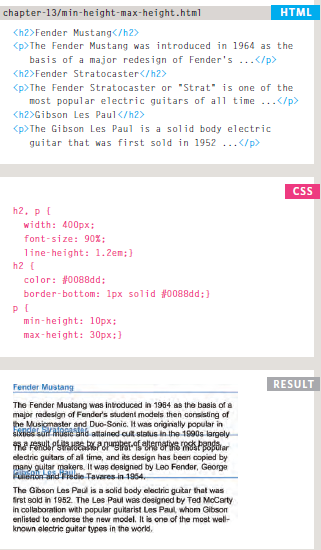 chapter-13/min-height-max-height.html
HTML
<h2>Fender Mustang</h2>
<p>The Fender Mustang was introduced in 1964 as the
basis of a major redesign of Fender's ...</p>
<h2>Fender Stratocaster</h2>
<p>The Fender Stratocaster or "Strat" is one of the
most popular electric guitars of all time ...</p>
<h2>Gibson Les Paul</h2>
<p>The Gibson Les Paul is a solid body electric
guitar that was first sold in 1952 ...</p>
CSS
h2, p {
width: 400px;
font-size: 90%;
line-height: 1.2em;}
h2 {
color: #0088dd;
border-bottom: 1px solid #0088dd;}
p {
min-height: 10px;
max-height: 30px;}
RESULT
Fender Mustang
The Fender Mustang was introduced in 1964 as the basis of a
major redesign of Fender's student models then consisting of
the Musicmaster and Duo-Sonic. It was originally popular in
Fender Stratocaster
sixties surf music and attained cult status in the 1990s largely
as a result of its use by a number of alternative rock bands.
The Fender Stratocaster or "Strat" is one of the most popular
electric guitars of all time, and its design has been copied by
many guitar makers. It was designed by Leo Fender, George
Gibson Les Paul
Fullerton and Fredie Tavares in 1954.
The Gibson Les Paul is a solid body electric guitar that was
first sold in 1952. The Les Paul was designed by Ted McCarty
in collaboration with popular guitarist Les Paul, whom Gibson
enlisted to endorse the new model. It is one of the most well-
known electric guitar types in the world.